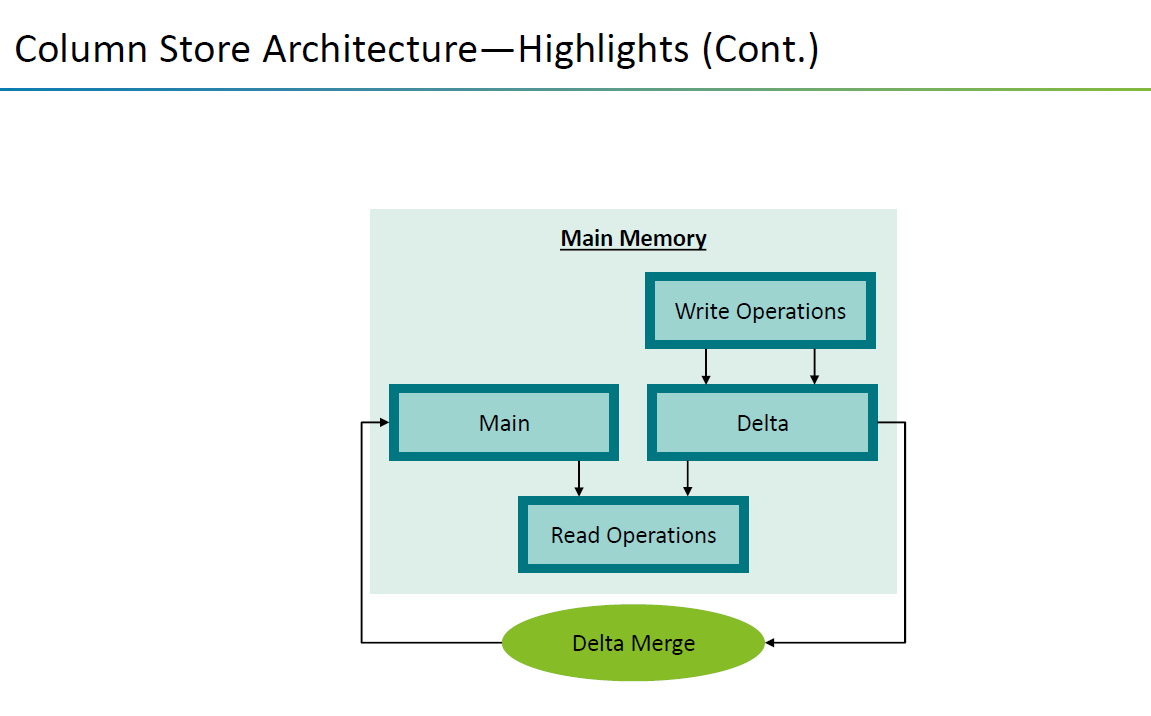 Column Store Architecture—Highlights (Cont.)
Main Memory
Write Operations
Main
Delta
Read Operations
Delta Merge